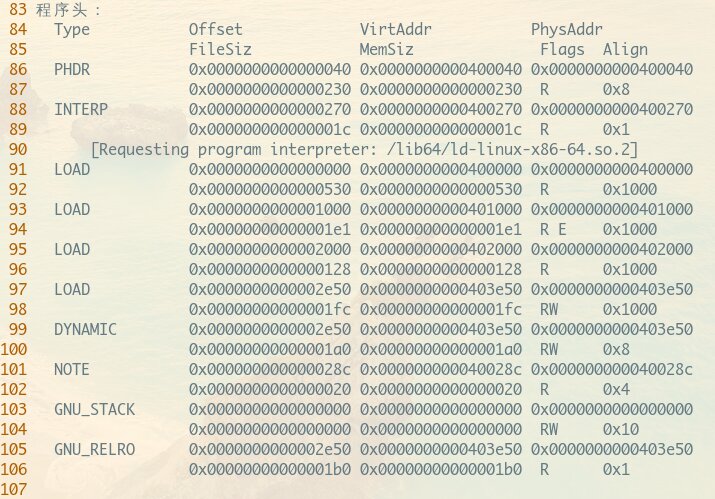 83 程序头：
84   Type           Offset             VirtAddr           PhysAddr
85                  FileSiz            MemSiz              Flags  Align
86   PHDR           0x0000000000000040 0x0000000000400040 0x0000000000400040
87                  0x0000000000000230 0x0000000000000230  R      0x8
88   INTERP         0x0000000000000270 0x0000000000400270 0x0000000000400270
89                  0x000000000000001c 0x000000000000001c  R      0x1
90       [Requesting program interpreter: /lib64/ld-linux-x86-64.so.2]
91   LOAD           0x0000000000000000 0x0000000000400000 0x0000000000400000
92                  0x0000000000000530 0x0000000000000530  R      0x1000
93   LOAD           0x0000000000001000 0x0000000000401000 0x0000000000401000
94                  0x00000000000001e1 0x00000000000001e1  R E    0x1000
95   LOAD           0x0000000000002000 0x0000000000402000 0x0000000000402000
96                  0x0000000000000128 0x0000000000000128  R      0x1000
97   LOAD           0x0000000000002e50 0x0000000000403e50 0x0000000000403e50
98                  0x00000000000001fc 0x00000000000001fc  RW     0x1000
99   DYNAMIC        0x0000000000002e50 0x0000000000403e50 0x0000000000403e50
100                  0x00000000000001a0 0x00000000000001a0  RW     0x8
101   NOTE           0x000000000000028c 0x000000000040028c 0x000000000040028c
102                  0x0000000000000020 0x0000000000000020  R      0x4
103   GNU_STACK      0x0000000000000000 0x0000000000000000 0x0000000000000000
104                  0x0000000000000000 0x0000000000000000  RW     0x10
105   GNU_RELRO      0x0000000000002e50 0x0000000000403e50 0x0000000000403e50
106                  0x00000000000001b0 0x00000000000001b0  R      0x1
107